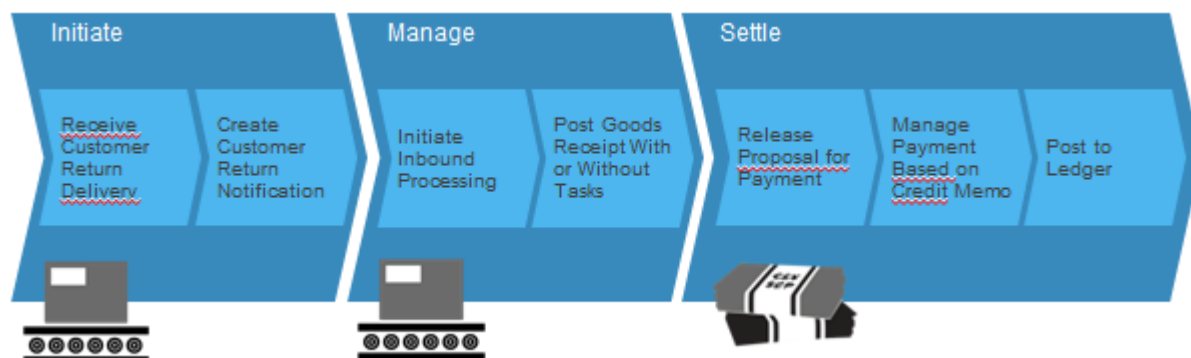 Initiate
Receive
Customer
Return
Delivery
Create
Customer
Return
Notification
Manage
Initiate
Inbound
Processing
Post Goods
Receipt With
or Without
Tasks
Settle
Release
Proposal for
Payment
Manage
Payment
Based on
Credit Memo
Post to
Ledger